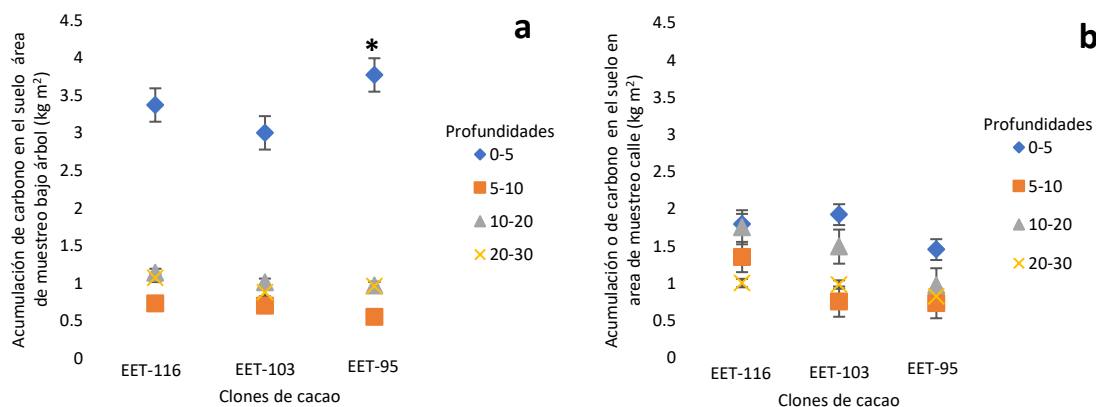 a
Acumulación de carbono en el suelo área
de muestreo bajo árbol (kg m²)
4.5
4
3.5
3
2.5
2
1.5
1
0.5
0
*
EET-116 EET-103 EET-95
Clones de cacao
Profundidades
0-5
5-10
10-20
20-30
b
Acumulación o de carbono en el suelo en
area de muestreo calle (kg m²)
4.5
4
3.5
3
2.5
2
1.5
1
0.5
0
EET-116 EET-103 EET-95
Clones de cacao
Profundidades
0-5
5-10
10-20
20-30